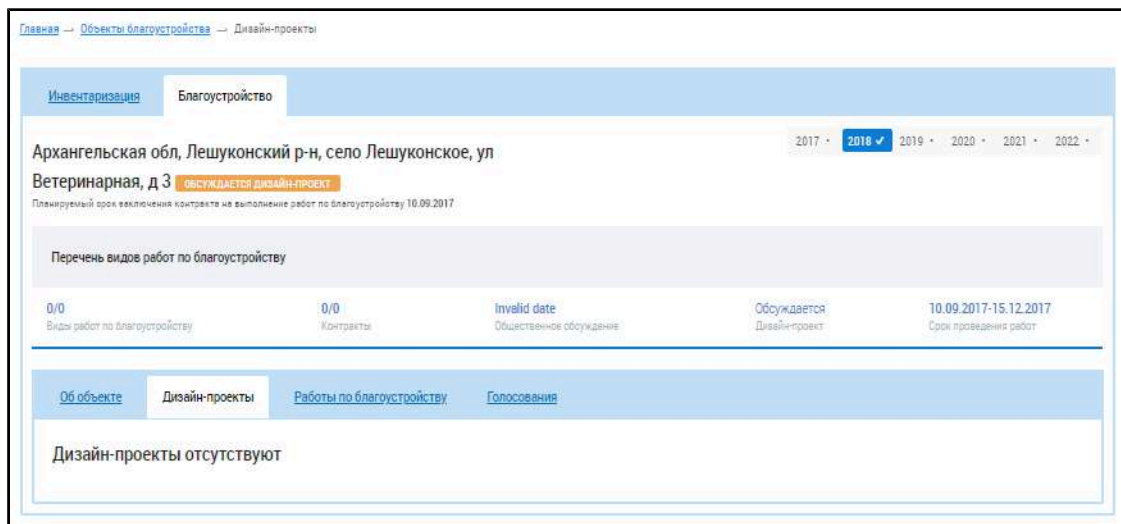 Главная → Объекты благоустройства → Дизайн-проекты
Инвентаризация Благоустройство
2017 • 2018 ✓ 2019 • 2020 • 2021 • 2022 •
Архангельская обл, Лешуконский р-н, село Лешуконское, ул
Ветеринарная, д 3 ОБСУЖДАЕТСЯ ДИЗАЙН-ПРОЕКТ
Планируемый срок заключения контракта на выполнение работ по благоустройству 10.09.2017
Перечень видов работ по благоустройству
0/0 0/0 Invalid date Обсуждается 10.09.2017-15.12.2017
Виды работ по благоустройству Контракты Общественное обсуждение Дизайн-проект Срок проведения работ
Об объекте Дизайн-проекты Работы по благоустройству Голосования
Дизайн-проекты отсутствуют